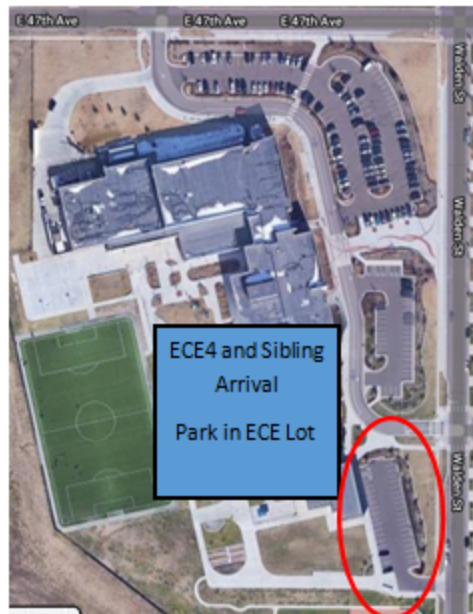 E 47th Ave E 47th Ave E 47th Ave
Walden St
Walden St
ECE4 and Sibling
Arrival
Park in ECE Lot
Walden St